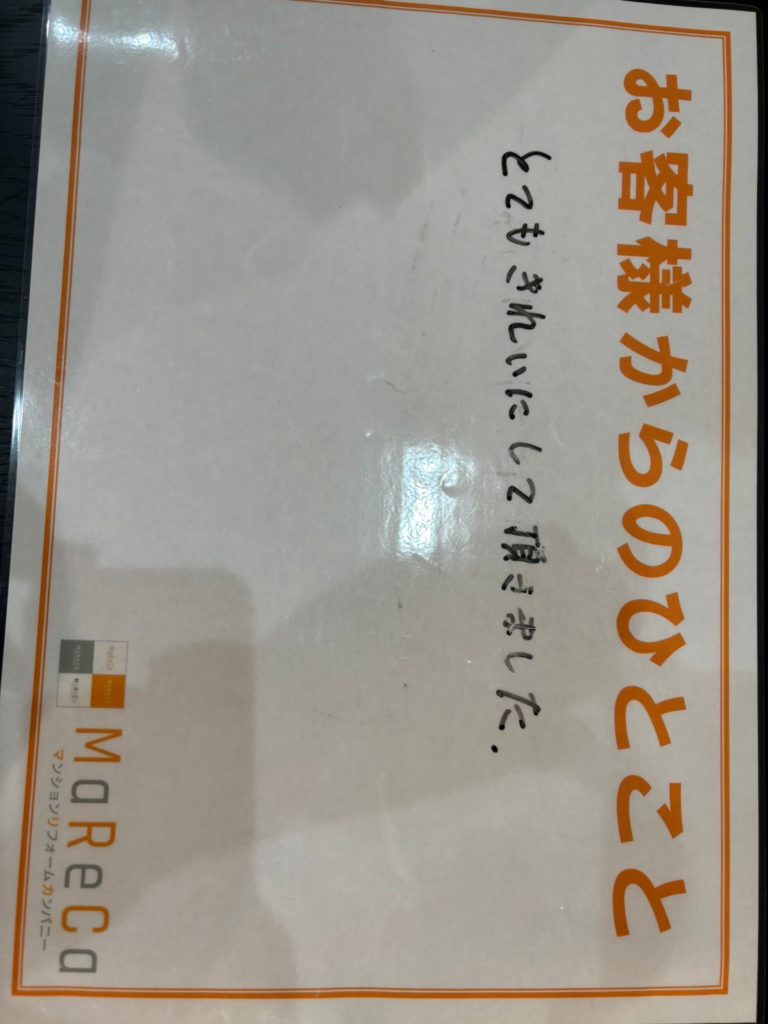 お客様からのひとこと
とてもきれいにして頂きました.
MaReCa
マンションリフォームカンパニー